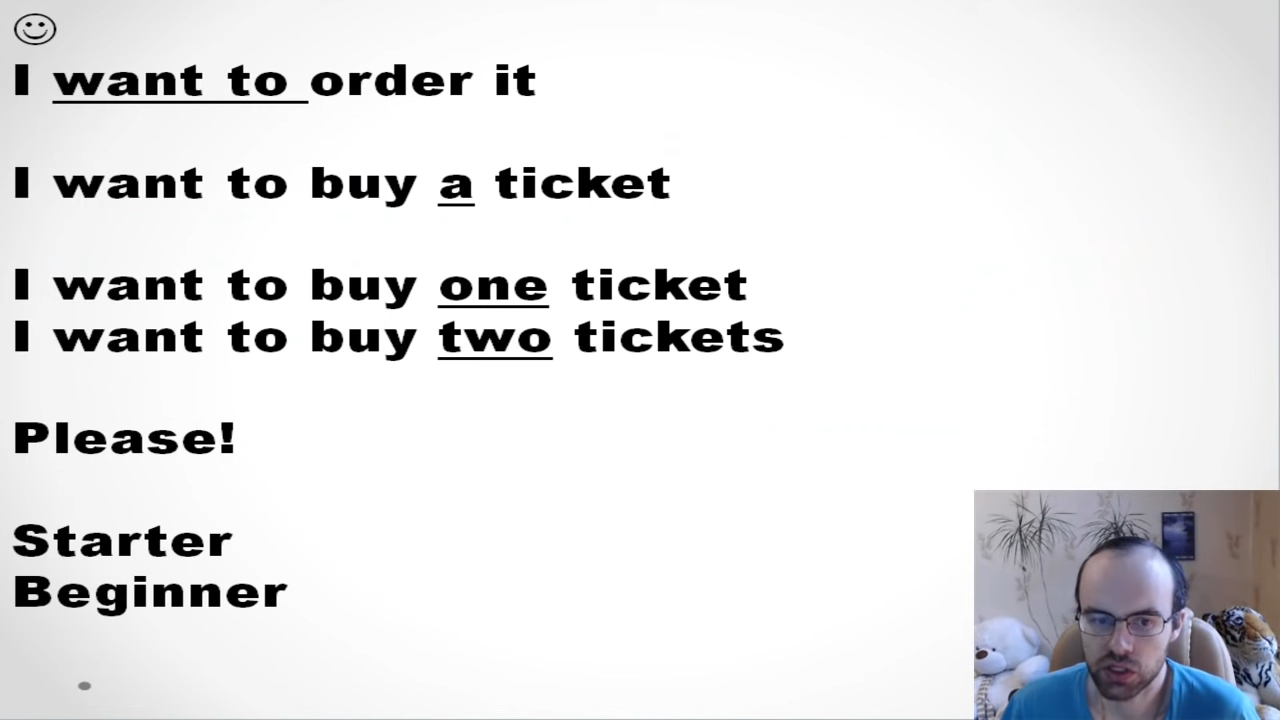 I want to order it
I want to buy a ticket
I want to buy one ticket
I want to buy two tickets
Please!
Starter
Beginner